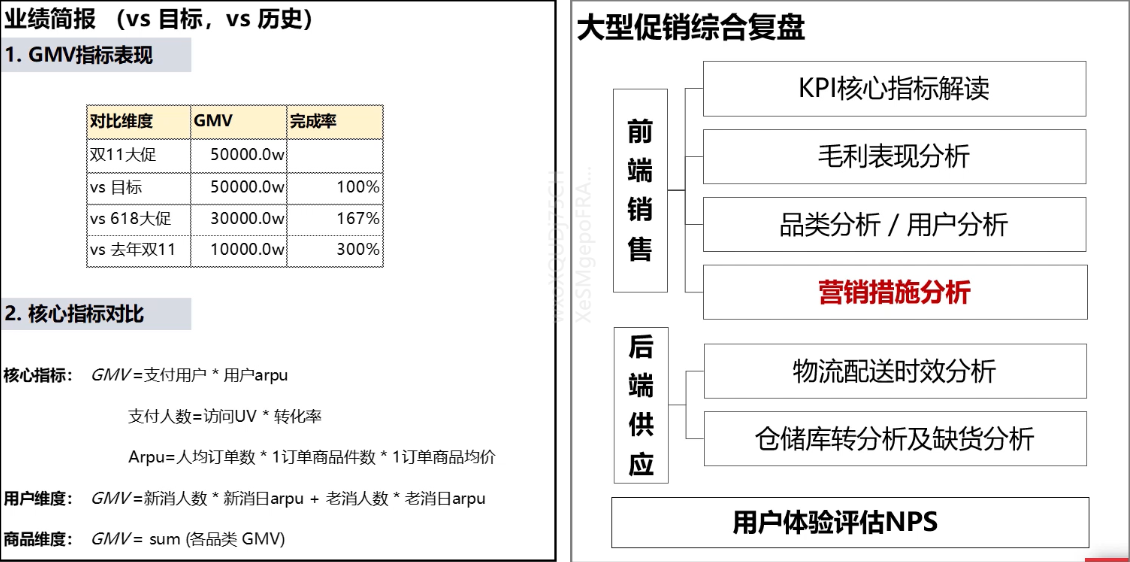 业绩简报 （vs 目标，vs 历史）
1. GMV指标表现
对比维度 GMV 完成率
双11大促 50000.0w
vs 目标 50000.0w 100%
vs 618大促 30000.0w 167%
vs 去年双11 10000.0w 300%
2. 核心指标对比
核心指标： GMV =支付用户 * 用户arpu
支付人数=访问UV * 转化率
Arpu=人均订单数 * 1订单商品件数 * 1订单商品均价
用户维度： GMV =新消人数 * 新消日arpu + 老消人数 * 老消日arpu
商品维度： GMV = sum (各品类 GMV)
大型促销综合复盘
前端销售
KPI核心指标解读
毛利表现分析
品类分析 / 用户分析
营销措施分析
后端供应
物流配送时效分析
仓储库转分析及缺货分析
用户体验评估NPS
XeSMgepoFRA...